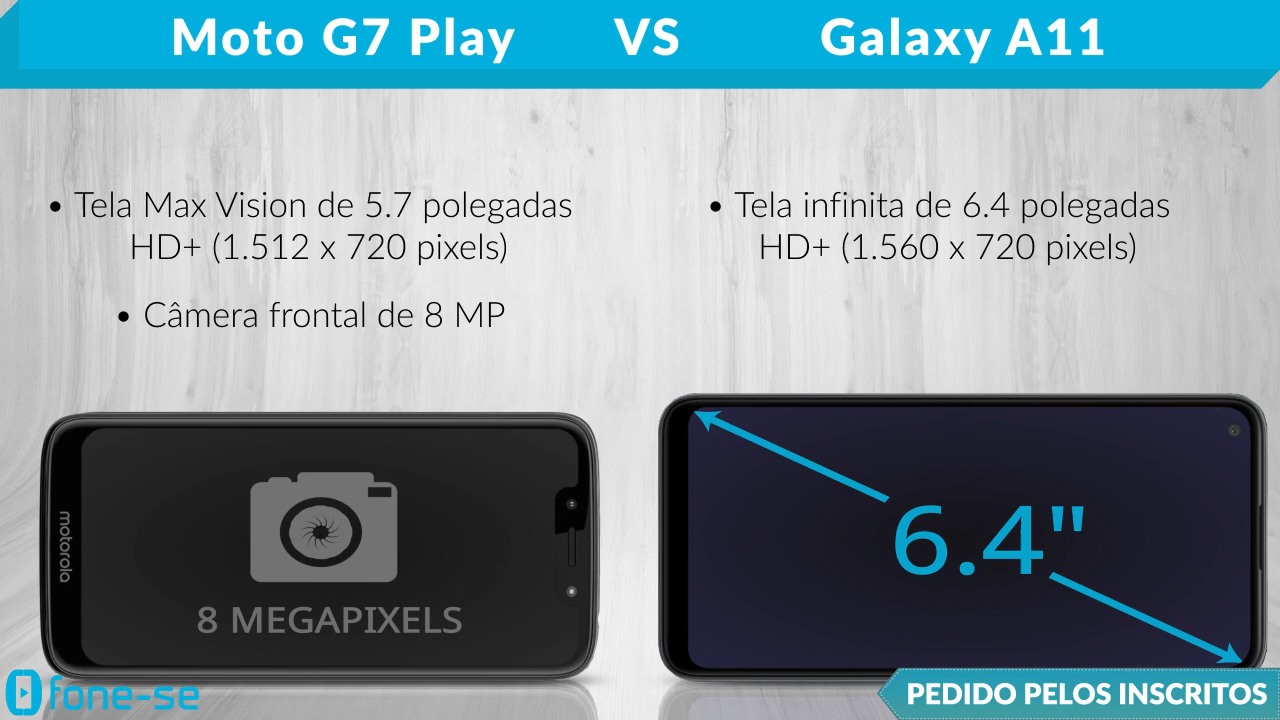 Moto G7 Play VS Galaxy A11
• Tela Max Vision de 5.7 polegadas
HD+ (1.512 x 720 pixels)
• Câmera frontal de 8 MP
• Tela infinita de 6.4 polegadas
HD+ (1.560 x 720 pixels)
motorola
8 MEGAPIXELS
6.4"
fone-se
PEDIDO PELOS INSCRITOS